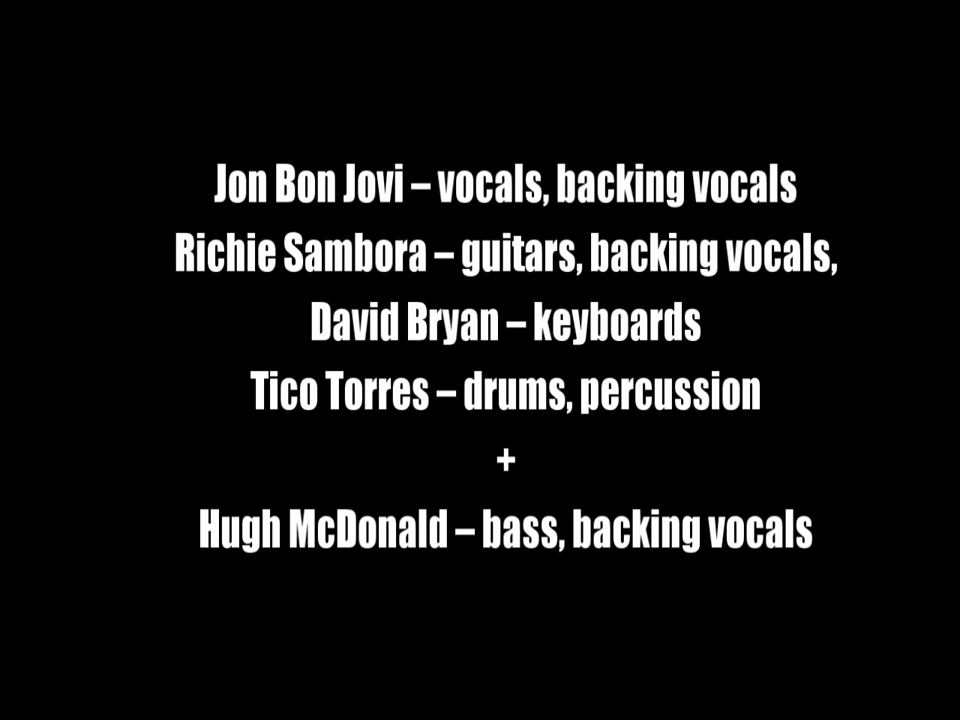 Jon Bon Jovi – vocals, backing vocals
Richie Sambora – guitars, backing vocals,
David Bryan – keyboards
Tico Torres – drums, percussion
+
Hugh McDonald – bass, backing vocals